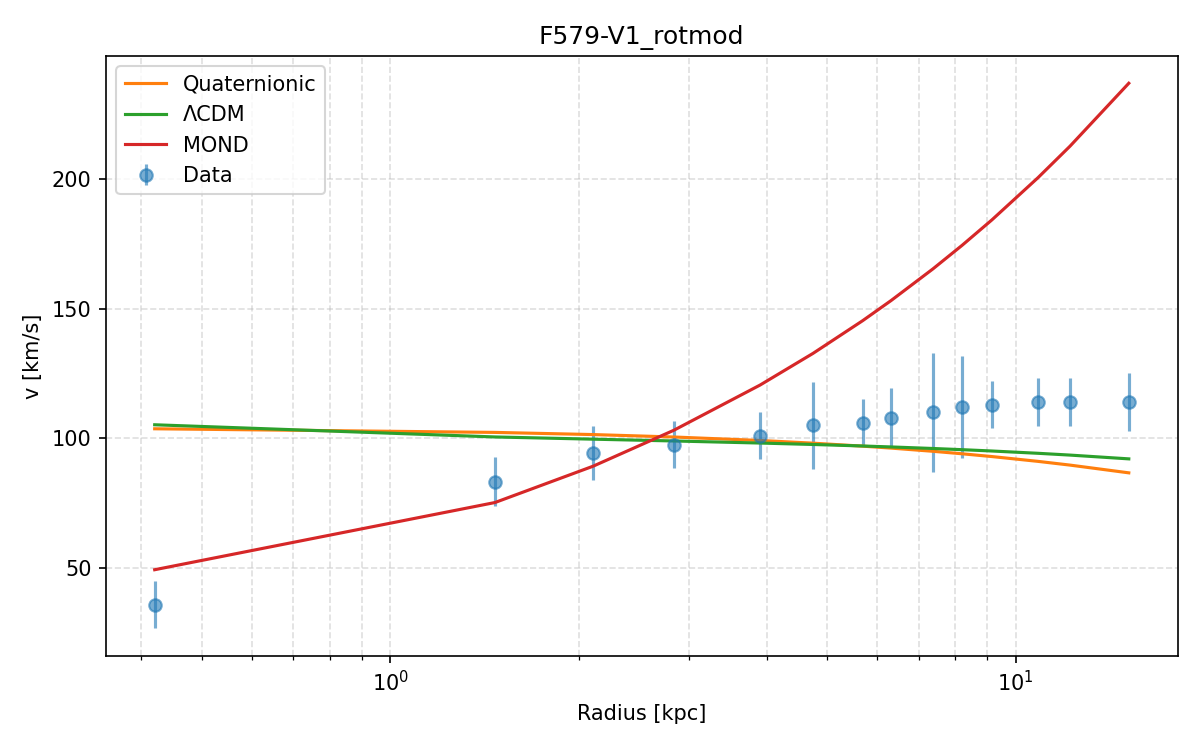 F579-V1_rotmod
Quaternionic
ΛCDM
MOND
Data
v [km/s]
200
150
100
50
10⁰
10¹
Radius [kpc]